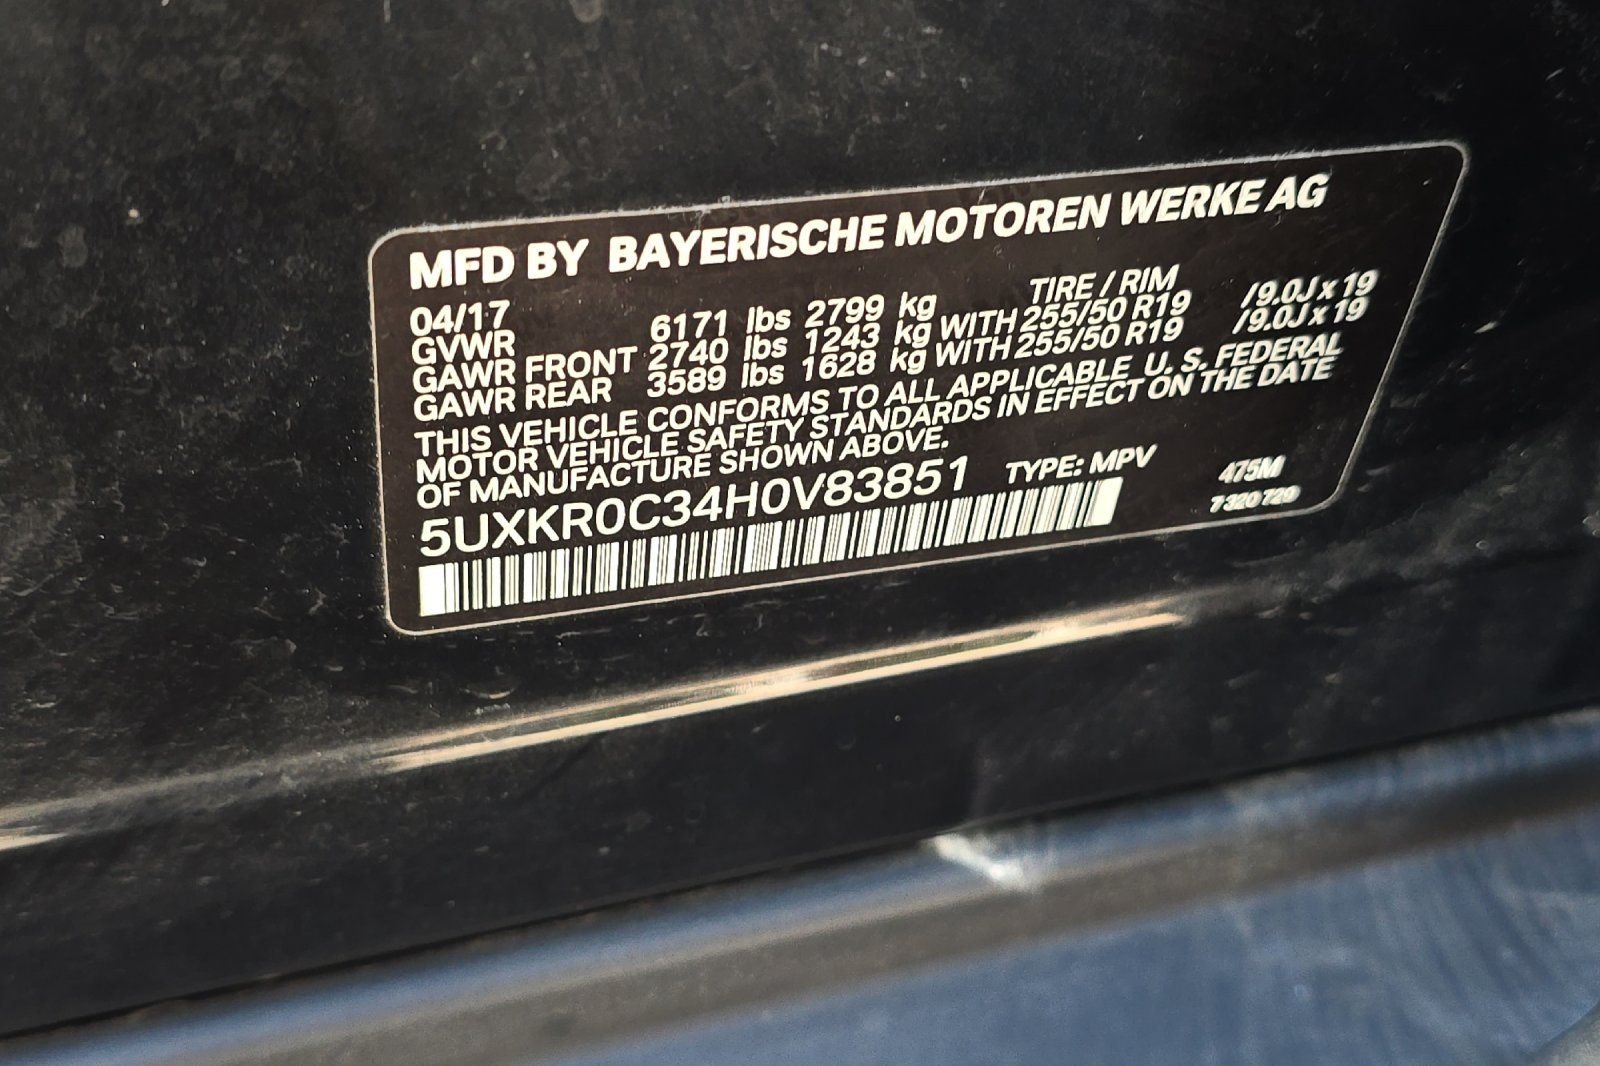 MFD BY BAYERISCHE MOTOREN WERKE AG
04/17 TIRE / RIM
GVWR 6171 lbs 2799 kg
GAWR FRONT 2740 lbs 1243 kg WITH 255/50 R19 /9.0J x 19
GAWR REAR 3589 lbs 1628 kg WITH 255/50 R19 /9.0J x 19
THIS VEHICLE CONFORMS TO ALL APPLICABLE U. S. FEDERAL
MOTOR VEHICLE SAFETY STANDARDS IN EFFECT ON THE DATE
OF MANUFACTURE SHOWN ABOVE.
5UXKR0C34H0V83851 TYPE: MPV 475M
7 320 729